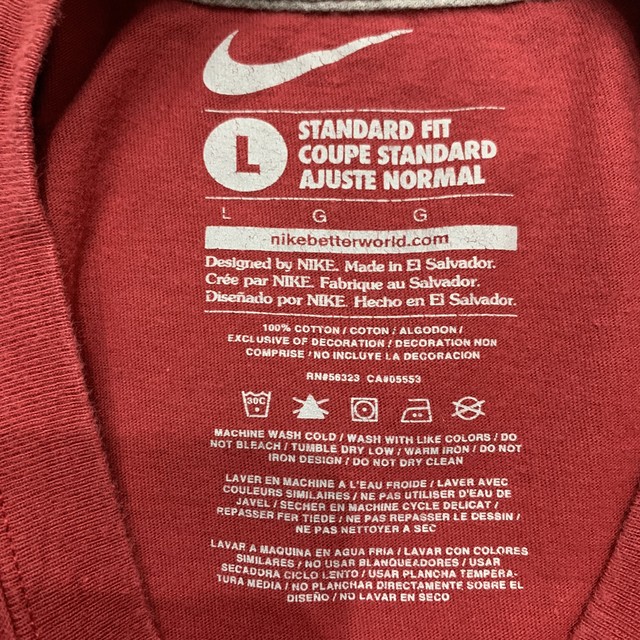 L
STANDARD FIT
COUPE STANDARD
AJUSTE NORMAL
L G G
nikebetterworld.com
Designed by NIKE. Made in El Salvador.
Crée par NIKE. Fabrique au Salvador.
Diseñado por NIKE. Hecho en El Salvador.
100% COTTON / COTON / ALGODON /
EXCLUSIVE OF DECORATION / DECORATION NON
COMPRISE / NO INCLUYE LA DECORACION
RN#56323 CA#05553
30C
MACHINE WASH COLD / WASH WITH LIKE COLORS / DO
NOT BLEACH / TUMBLE DRY LOW / WARM IRON / DO NOT
IRON DESIGN / DO NOT DRY CLEAN
LAVER EN MACHINE A L'EAU FROIDE / LAVER AVEC
COULEURS SIMILAIRES / NE PAS UTILISER D'EAU DE
JAVEL / SECHER EN MACHINE CYCLE DELICAT /
REPASSER FER TIEDE / NE PAS REPASSER LE DESSIN /
NE PAS NETTOYER A SEC
LAVAR A MAQUINA EN AGUA FRIA / LAVAR CON COLORES
SIMILARES / NO USAR BLANQUEADORES / USAR
SECADORA CICLO LENTO / USAR PLANCHA TEMPERA-
TURA MÉDIA / NO PLANCHAR DIRECTAMENTE SOBRE EL
DISEÑO / NO LAVAR EN SECO